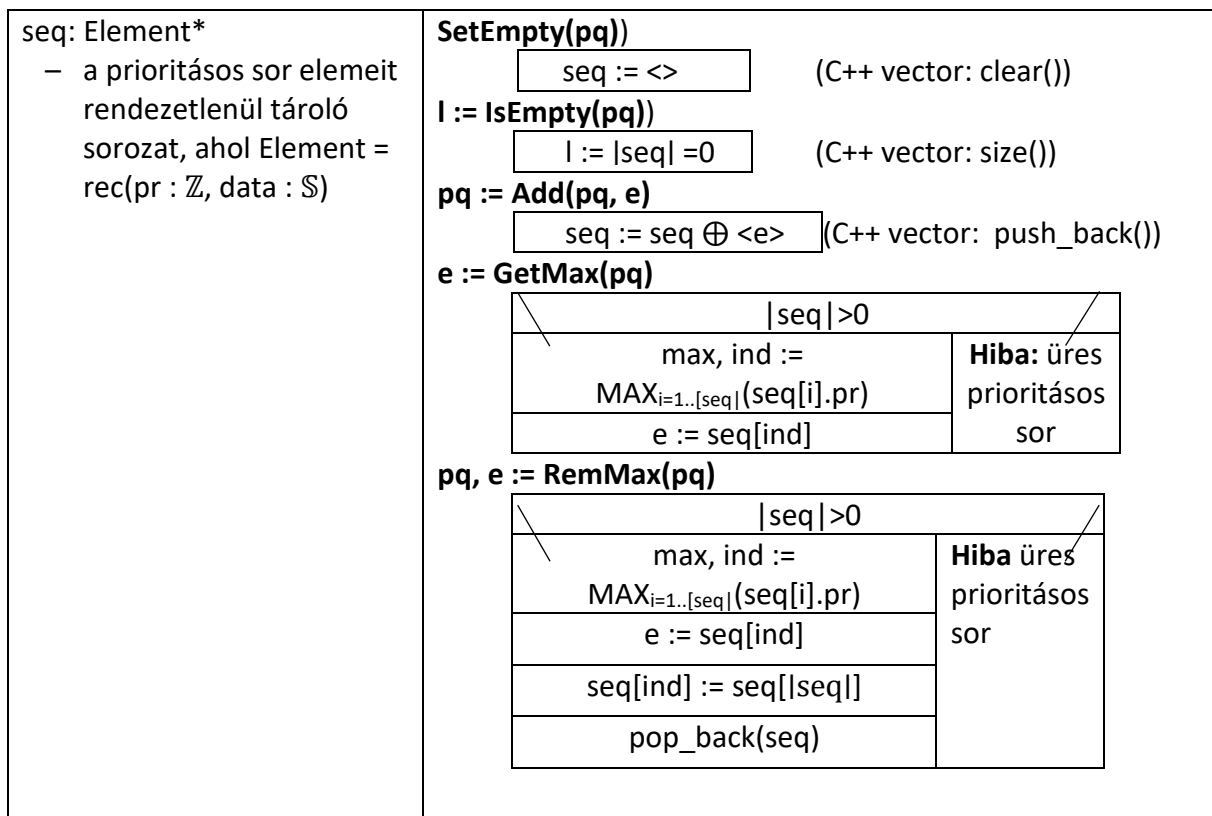 seq: Element*
– a prioritásos sor elemeit
rendezetlenül tároló
sorozat, ahol Element =
rec(pr : ℤ, data : 𝕊)
SetEmpty(pq))
seq := <> (C++ vector: clear())
l := IsEmpty(pq))
l := |seq| =0 (C++ vector: size())
pq := Add(pq, e)
seq := seq ⊕ <e> (C++ vector: push_back())
e := GetMax(pq)
|seq|>0
max, ind :=
MAXi=1..[seq|(seq[i].pr)
e := seq[ind]
Hiba: üres
prioritásos
sor
pq, e := RemMax(pq)
|seq|>0
max, ind :=
MAXi=1..[seq|(seq[i].pr)
e := seq[ind]
seq[ind] := seq[|seq|]
pop_back(seq)
Hiba üres
prioritásos
sor